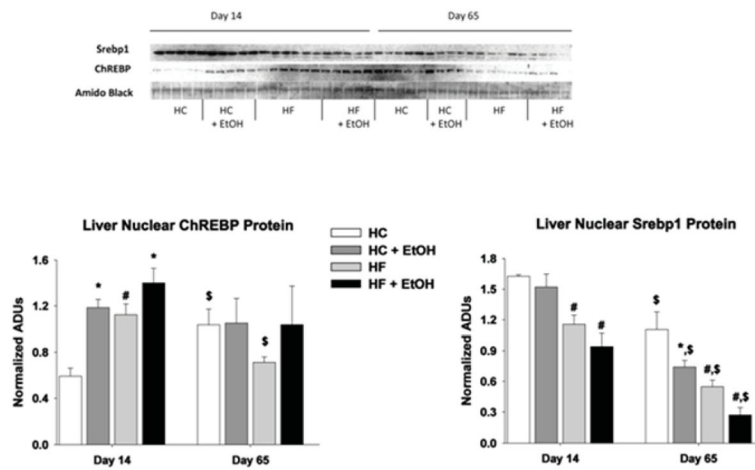 Day 14 Day 65
Srebp1
ChREBP
Amido Black
HC HC HF HF HC HC HF HF
+ EtOH + EtOH + EtOH + EtOH
Liver Nuclear ChREBP Protein
Normalized ADUs
1.6
1.2
0.8
0.4
0.0
* # * $ $
Day 14 Day 65
HC
HC + EtOH
HF
HF + EtOH
Liver Nuclear Srebp1 Protein
Normalized ADUs
1.8
1.5
1.2
0.9
0.6
0.3
0.0
# # $ *,$ #,$ #,$
Day 14 Day 65